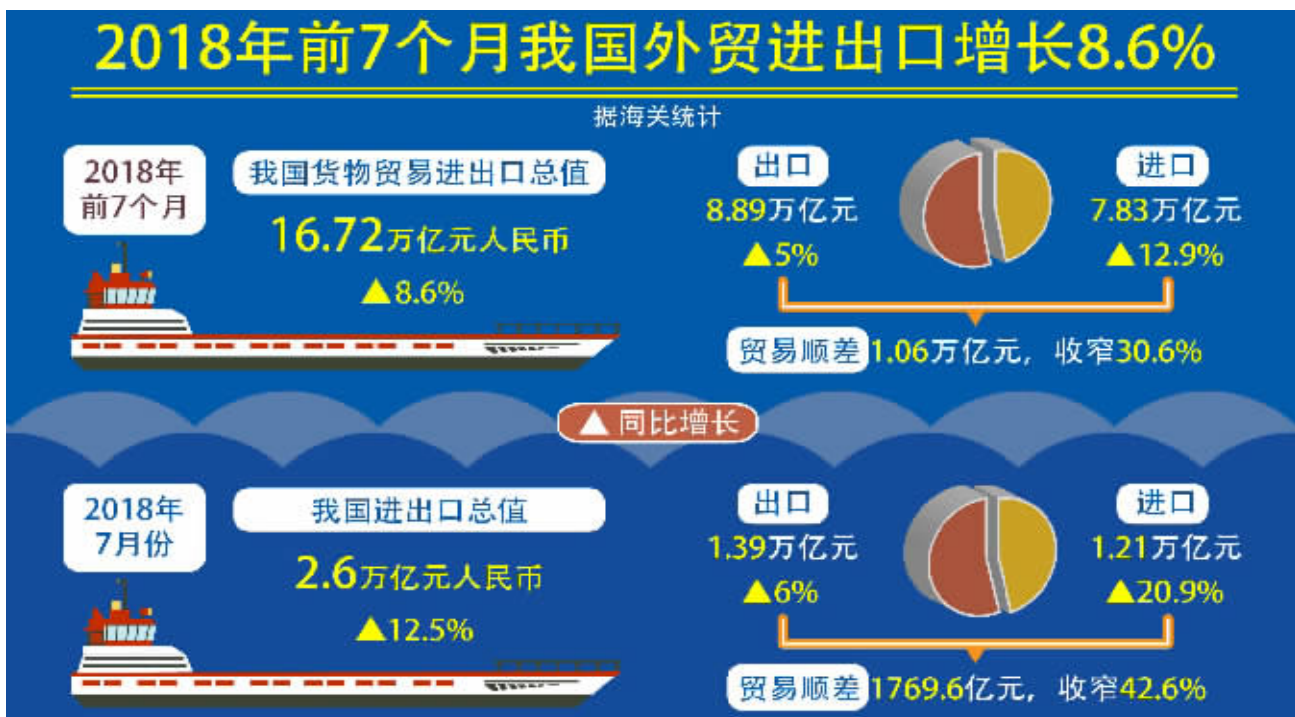 2018年前7个月我国外贸进出口增长8.6%
据海关统计
2018年
前7个月
我国货物贸易进出口总值
16.72万亿元人民币
▲8.6%
出口
8.89万亿元
▲5%
进口
7.83万亿元
▲12.9%
贸易顺差1.06万亿元，收窄30.6%
▲同比增长
2018年
7月份
我国进出口总值
2.6万亿元人民币
▲12.5%
出口
1.39万亿元
▲6%
进口
1.21万亿元
▲20.9%
贸易顺差1769.6亿元，收窄42.6%